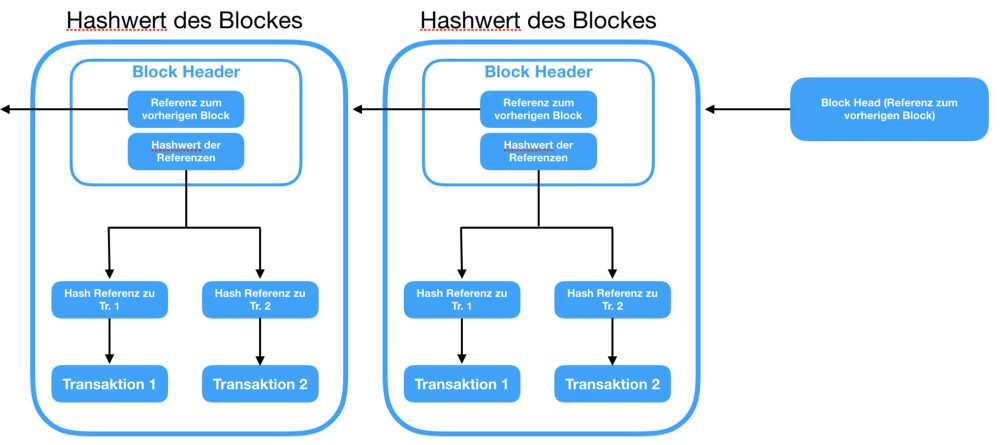 Hashwert des Blockes
Block Header
Referenz zum
vorherigen Block
Hashwert der
Referenzen
Hash Referenz zu
Tr. 1
Hash Referenz zu
Tr. 2
Transaktion 1
Transaktion 2
Hashwert des Blockes
Block Header
Referenz zum
vorherigen Block
Hashwert der
Referenzen
Hash Referenz zu
Tr. 1
Hash Referenz zu
Tr. 2
Transaktion 1
Transaktion 2
Block Head (Referenz zum
vorherigen Block)